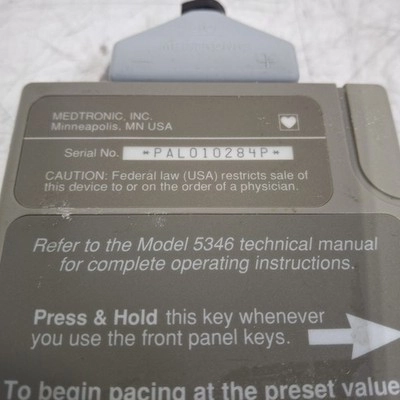 MEDTRONIC, INC.
Minneapolis, MN USA
Serial No. *PAL010284P*
CAUTION: Federal law (USA) restricts sale of
this device to or on the order of a physician.
Refer to the Model 5346 technical manual
for complete operating instructions.
Press & Hold this key whenever
you use the front panel keys.
To begin pacing at the preset value